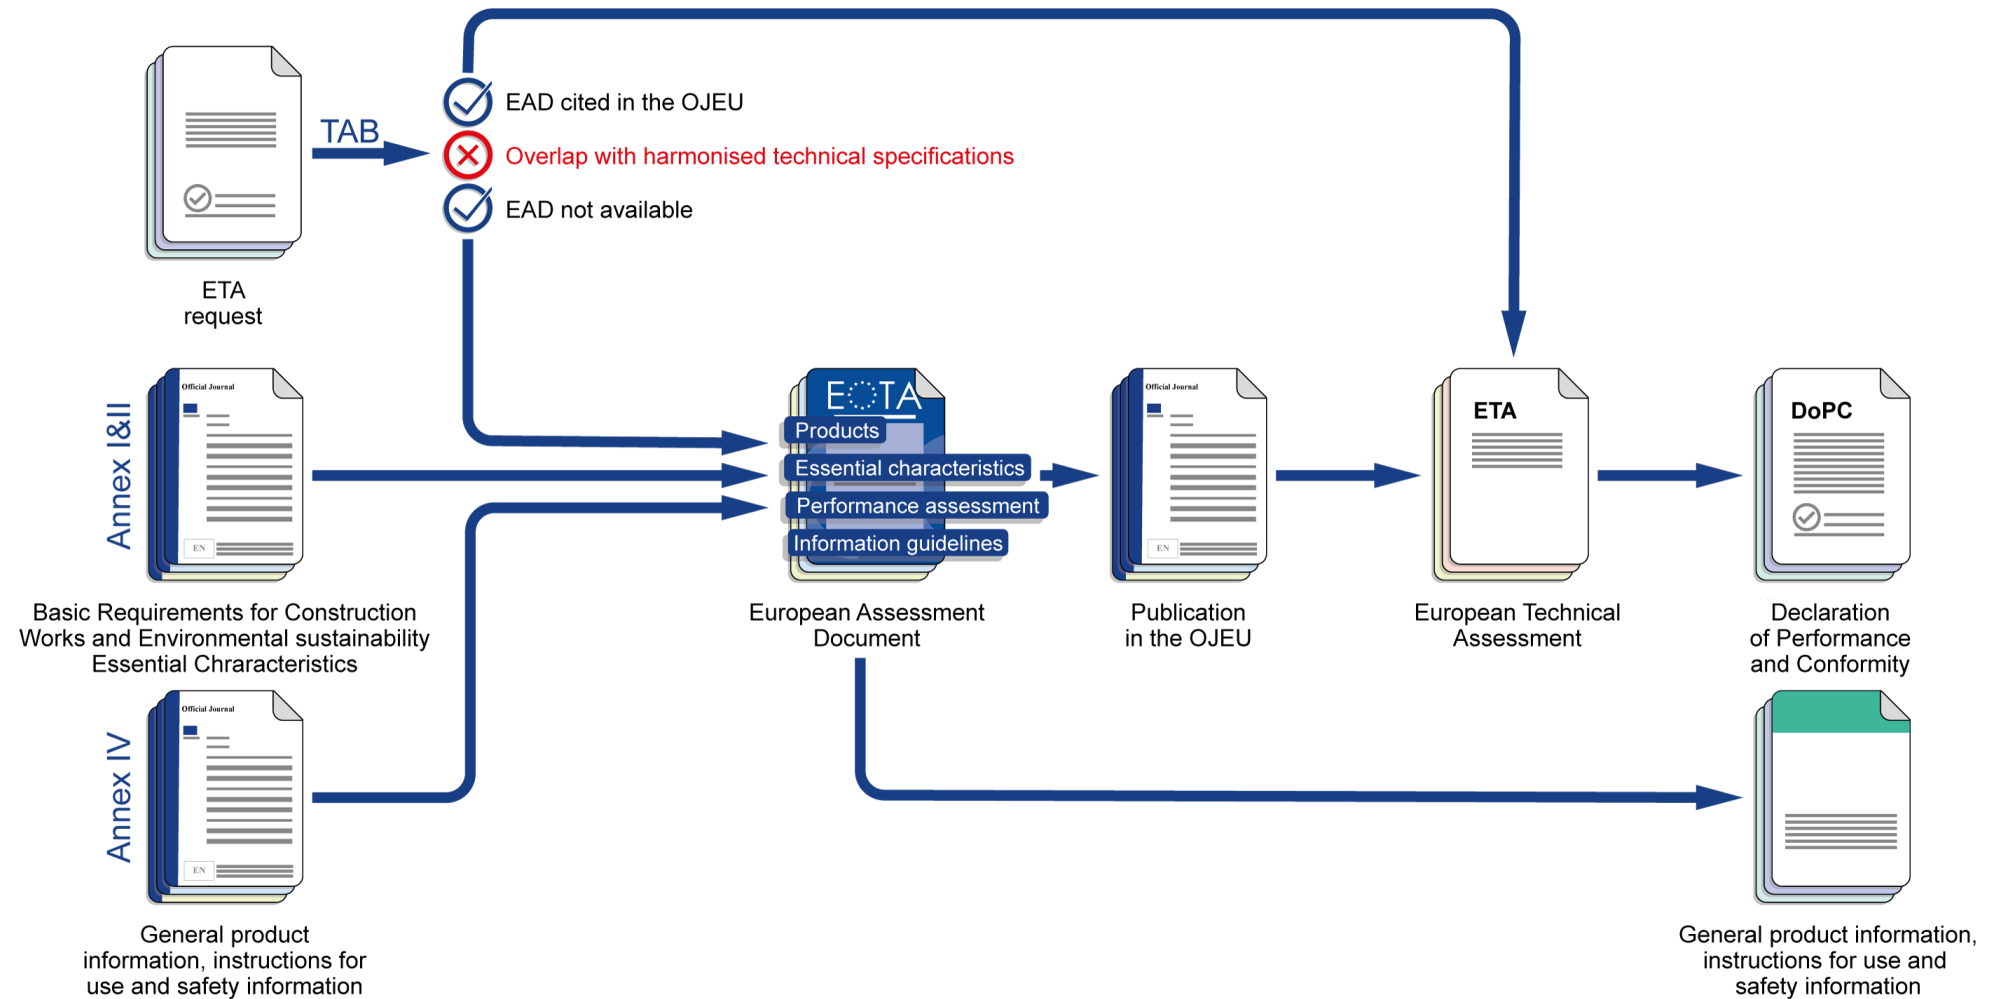 TAB
EAD cited in the OJEU
Overlap with harmonised technical specifications
EAD not available
ETA
request
Annex I&II
Official Journal
EN
Basic Requirements for Construction
Works and Environmental sustainability
Essential Chraracteristics
EOTA
Products
Essential characteristics
Performance assessment
Information guidelines
European Assessment
Document
Official Journal
EN
Publication
in the OJEU
ETA
European Technical
Assessment
DoPC
Declaration
of Performance
and Conformity
Annex IV
Official Journal
EN
General product
information, instructions for
use and safety information
General product information,
instructions for use and
safety information